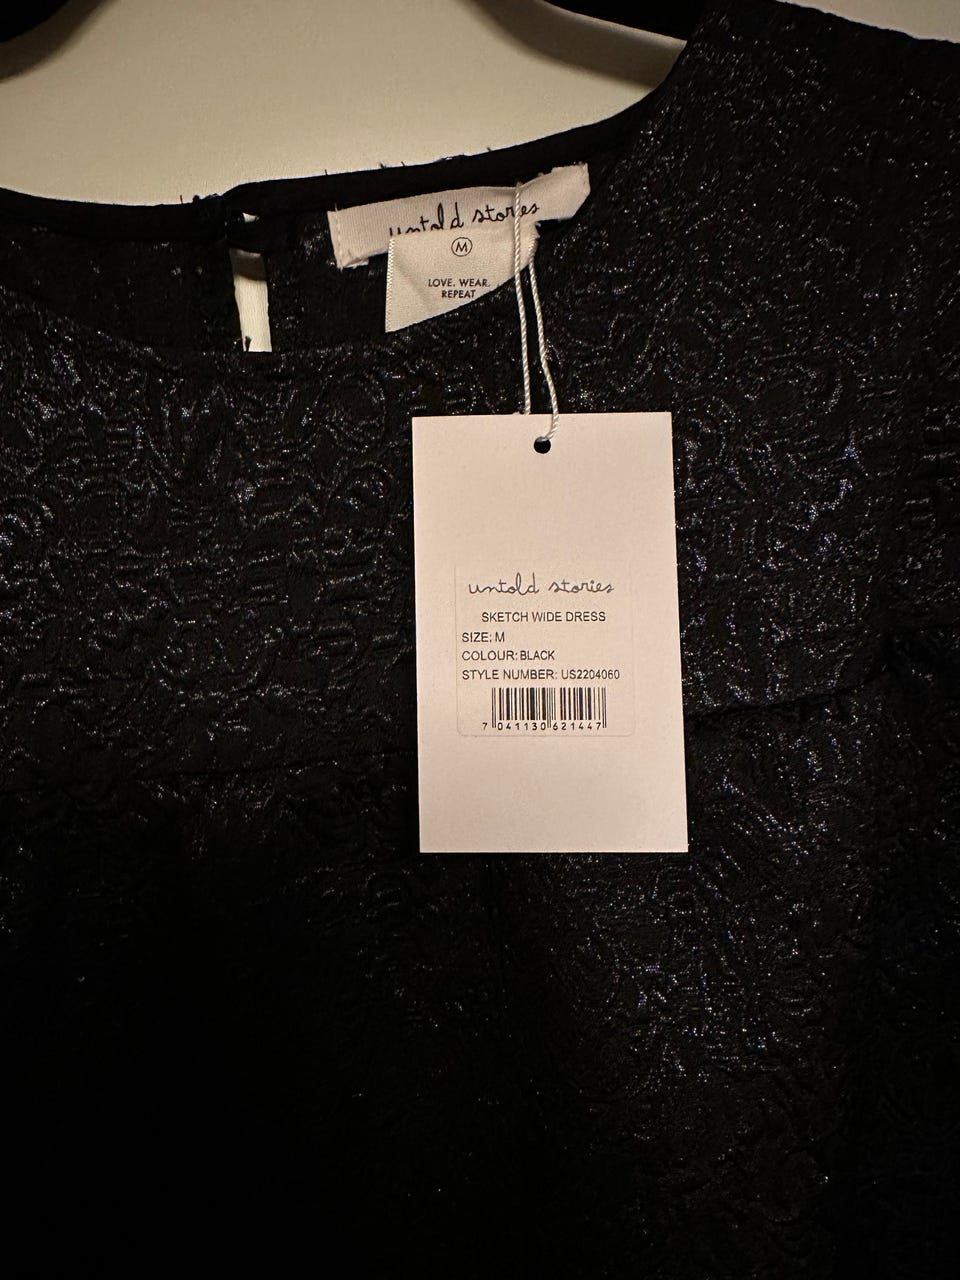 untold stories
M
LOVE. WEAR.
REPEAT
untold stories
SKETCH WIDE DRESS
SIZE: M
COLOUR: BLACK
STYLE NUMBER: US2204060
7 041130 621447